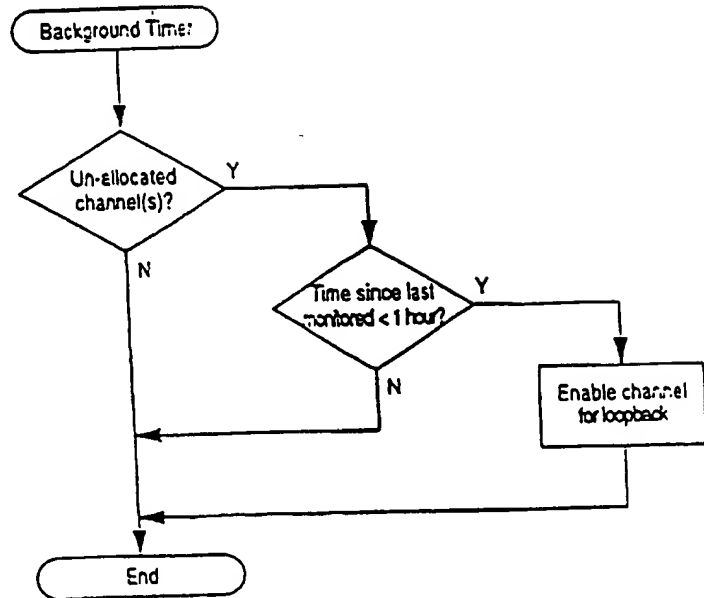 Background Timer
Un-allocated
channel(s)?
Y
N
Time since last
monitored < 1 hour?
Y
N
Enable channel
for loopback
End